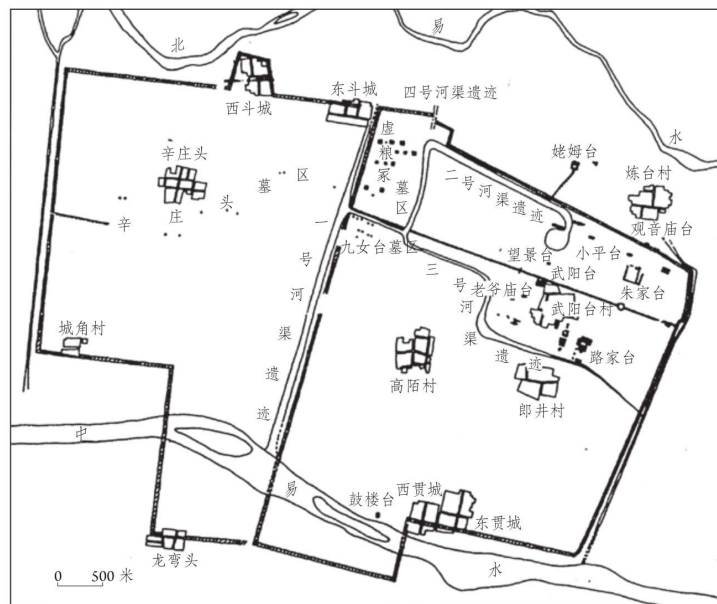 北
易
水
西斗城
东斗城
四号河渠遗迹
虚粮冢墓区
姥姆台
炼台村
辛庄头
辛庄头墓区
二号河渠遗迹
观音庙台
一号河渠遗迹
九女台墓区
望景台
小平台
武阳台
朱家台
三号河渠遗迹
老爷庙台
武阳台村
城角村
高陌村
路家台
郎井村
中易水
鼓楼台
西贯城
东贯城
龙弯头
0 500 米